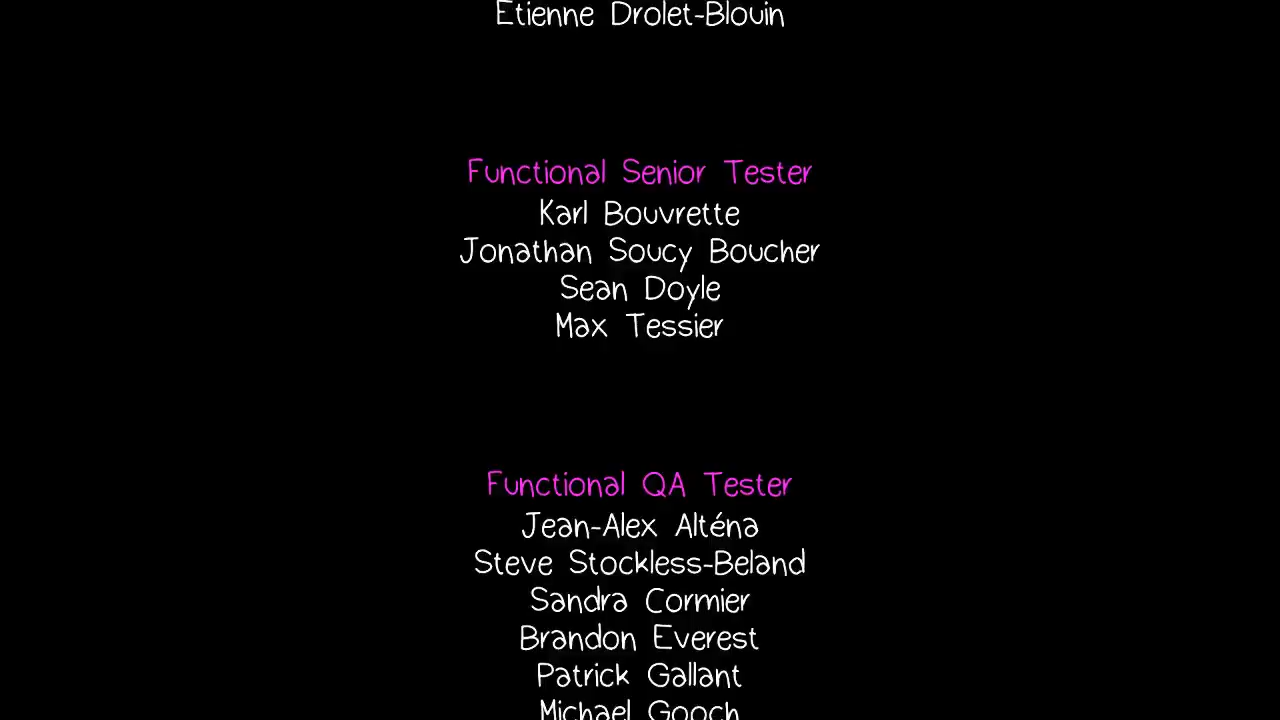 Etienne Drolet-Blouin
Functional Senior Tester
Karl Bouvrette
Jonathan Soucy Boucher
Sean Doyle
Max Tessier
Functional QA Tester
Jean-Alex Alténa
Steve Stockless-Beland
Sandra Cormier
Brandon Everest
Patrick Gallant
Michael Gooch